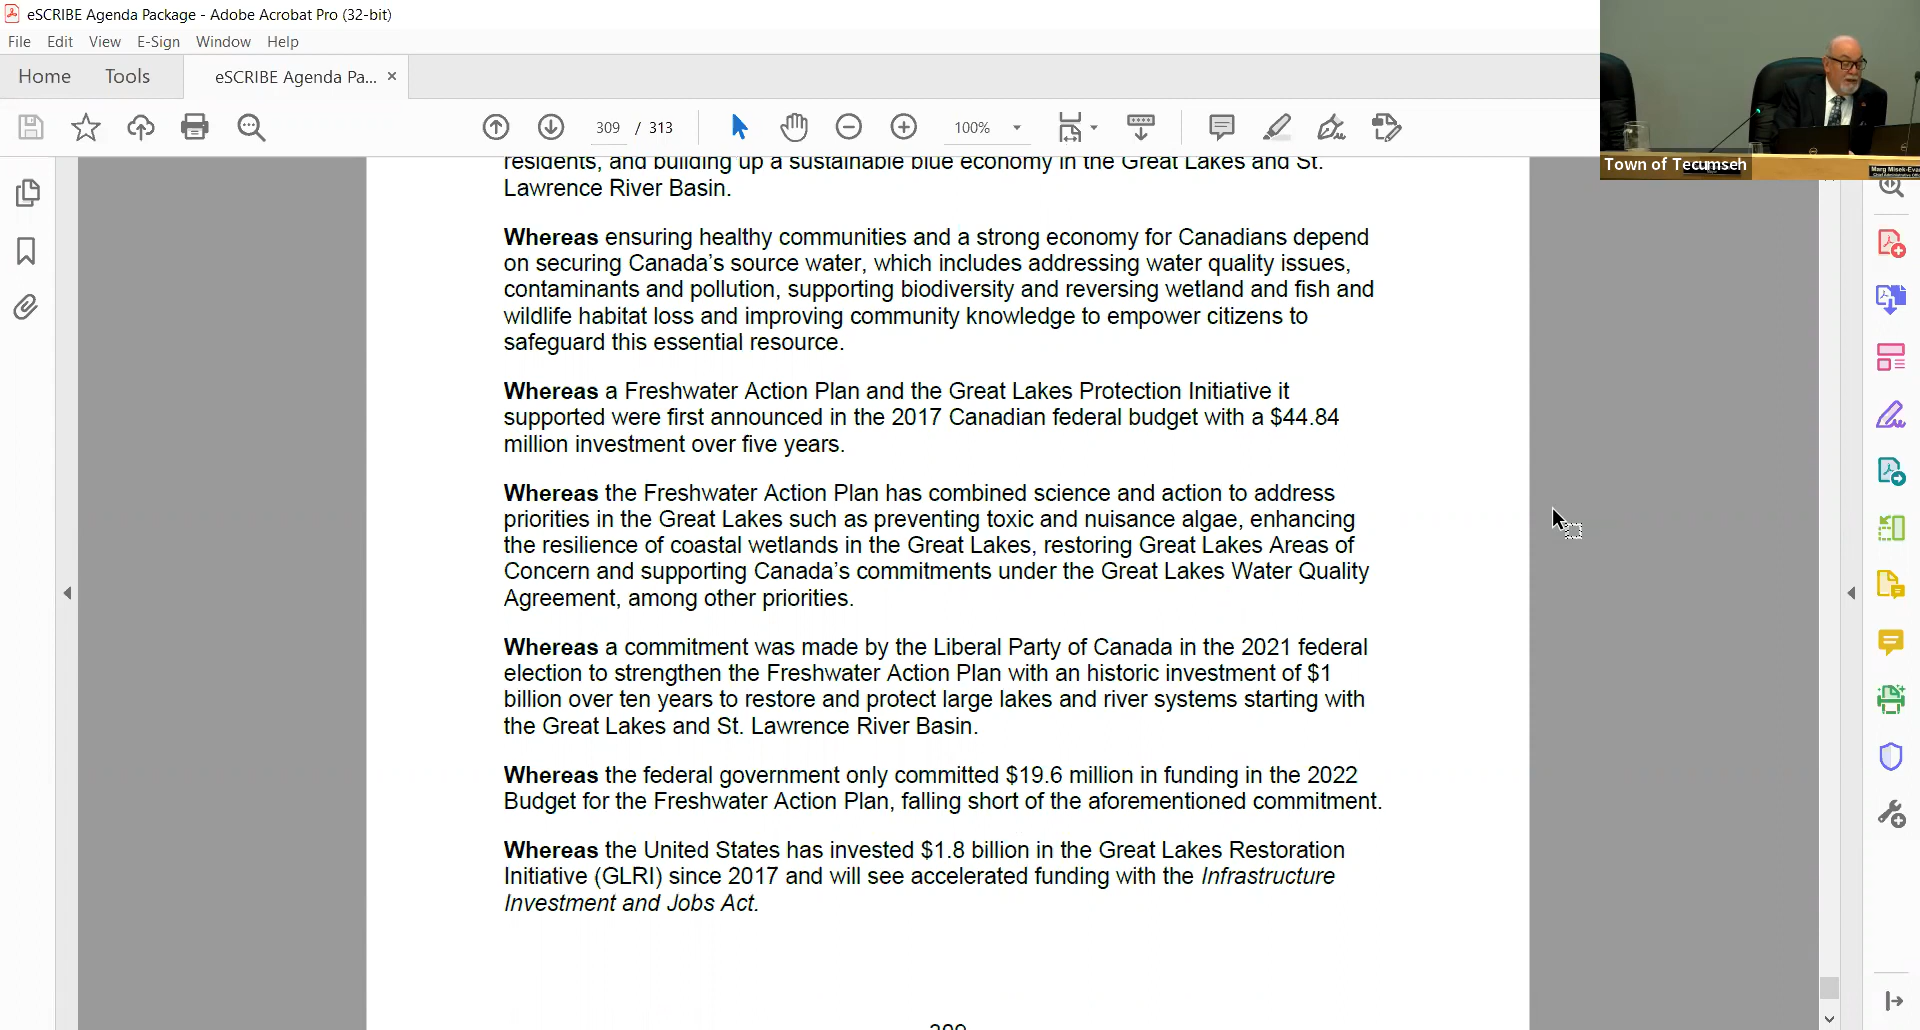 eSCRIBE Agenda Package - Adobe Acrobat Pro (32-bit)
File Edit View E-Sign Window Help
Home Tools eSCRIBE Agenda Pa... ×
309 / 313 100%
Town of Tecumseh
Marg Misek-Evans
residents, and building up a sustainable blue economy in the Great Lakes and St.
Lawrence River Basin.
Whereas ensuring healthy communities and a strong economy for Canadians depend
on securing Canada's source water, which includes addressing water quality issues,
contaminants and pollution, supporting biodiversity and reversing wetland and fish and
wildlife habitat loss and improving community knowledge to empower citizens to
safeguard this essential resource.
Whereas a Freshwater Action Plan and the Great Lakes Protection Initiative it
supported were first announced in the 2017 Canadian federal budget with a $44.84
million investment over five years.
Whereas the Freshwater Action Plan has combined science and action to address
priorities in the Great Lakes such as preventing toxic and nuisance algae, enhancing
the resilience of coastal wetlands in the Great Lakes, restoring Great Lakes Areas of
Concern and supporting Canada's commitments under the Great Lakes Water Quality
Agreement, among other priorities.
Whereas a commitment was made by the Liberal Party of Canada in the 2021 federal
election to strengthen the Freshwater Action Plan with an historic investment of $1
billion over ten years to restore and protect large lakes and river systems starting with
the Great Lakes and St. Lawrence River Basin.
Whereas the federal government only committed $19.6 million in funding in the 2022
Budget for the Freshwater Action Plan, falling short of the aforementioned commitment.
Whereas the United States has invested $1.8 billion in the Great Lakes Restoration
Initiative (GLRI) since 2017 and will see accelerated funding with the Infrastructure
Investment and Jobs Act.
309